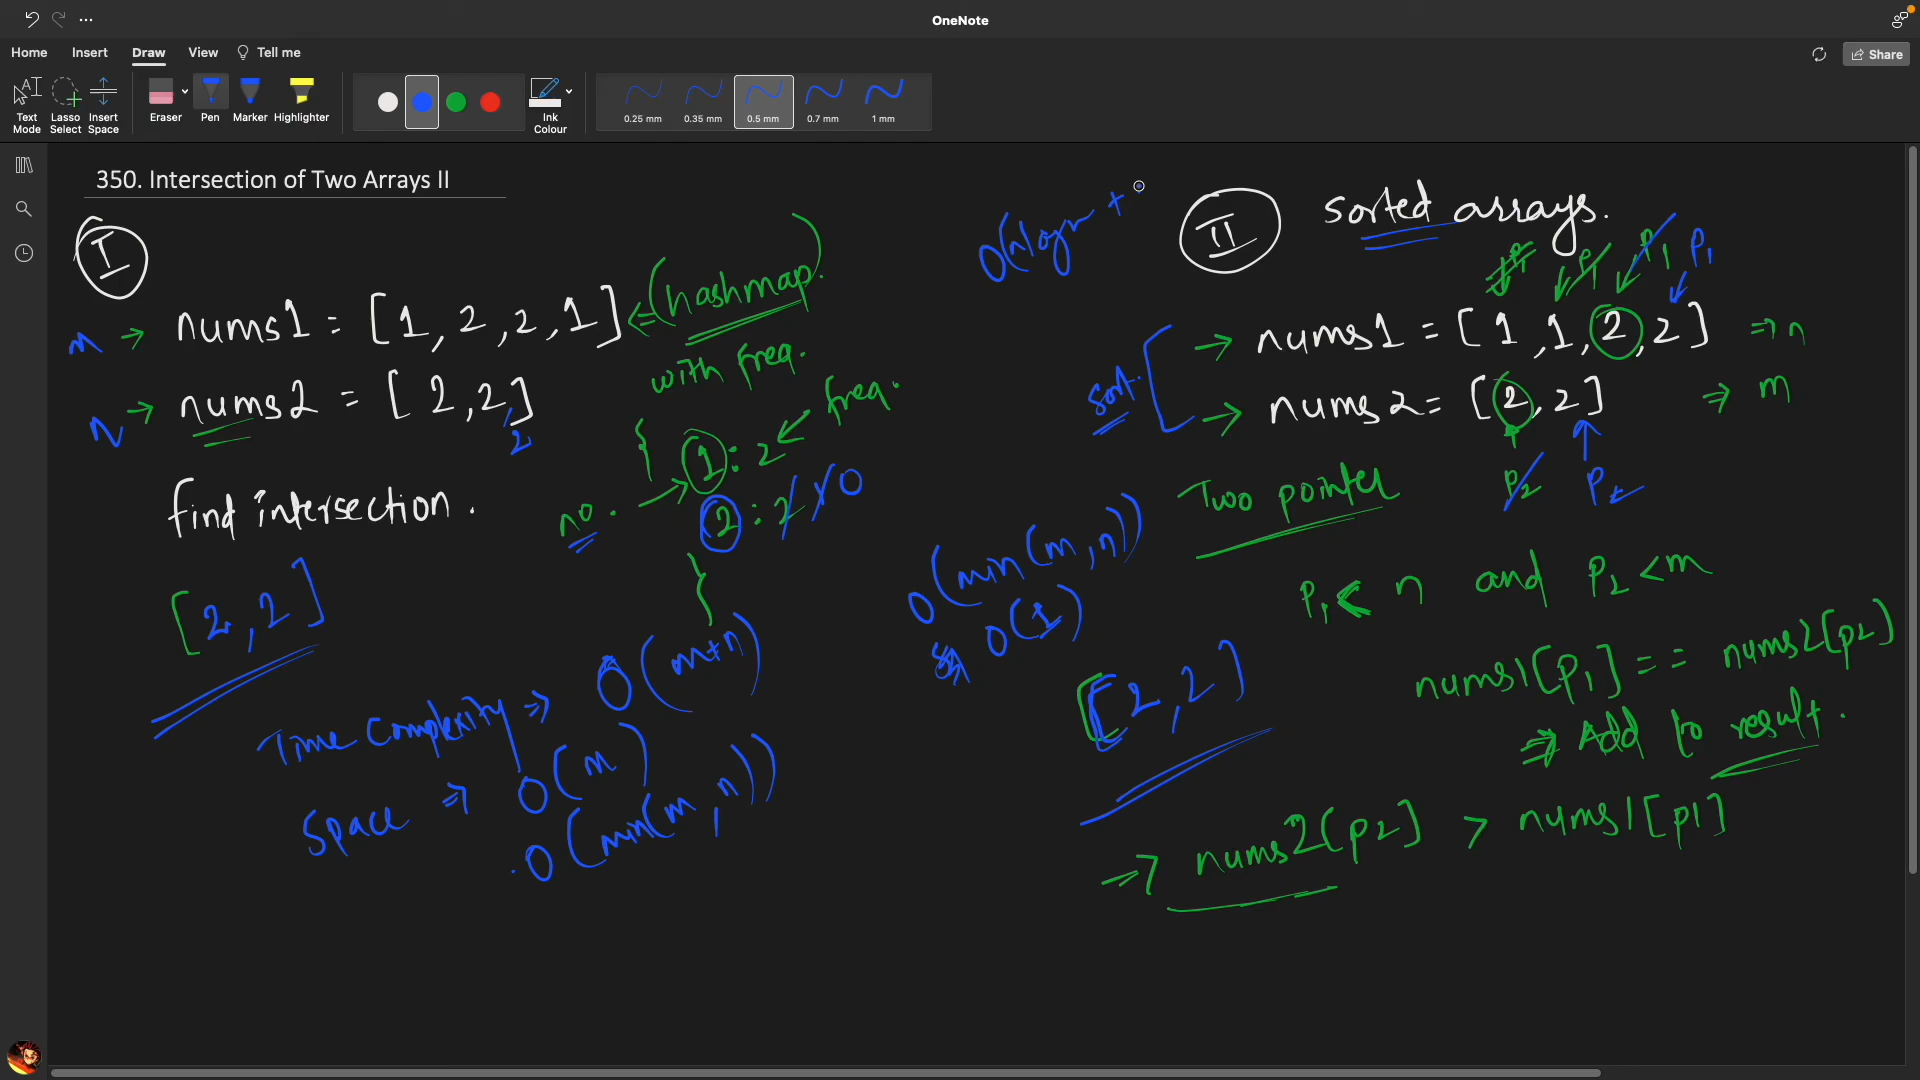 OneNote
Home Insert Draw View Tell me
Share
Text Mode
Lasso Select
Insert Space
Eraser
Pen
Marker
Highlighter
Ink Colour
0.25 mm
0.35 mm
0.5 mm
0.7 mm
1 mm
350. Intersection of Two Arrays II
I
m → nums1 = [1, 2, 2, 1] ⇐ (hashmap.)
with freq.
n → nums2 = [2,2]
2
freq.
{ 1 : 2
no. → 2 : 2 1 0
}
find intersection.
[2,2]
Time Complexity ⇒ O(m+n)
Space ⇒ O(m)
O(min(m,n))
O(nlogn +
II sorted arrays.
P1 P1 P1 P1
sort. [
→ nums1 = [1,1,2,2] ⇒ n
→ nums2 = [2,2] ⇒ m
P2 P2
Two pointer
O(min(m,n))
O(1)
P1 < n and P2 < m
nums1[p1] == nums2[p2]
⇒ Add to result.
[2,2]
⇒ nums2[p2] > nums1[p1]